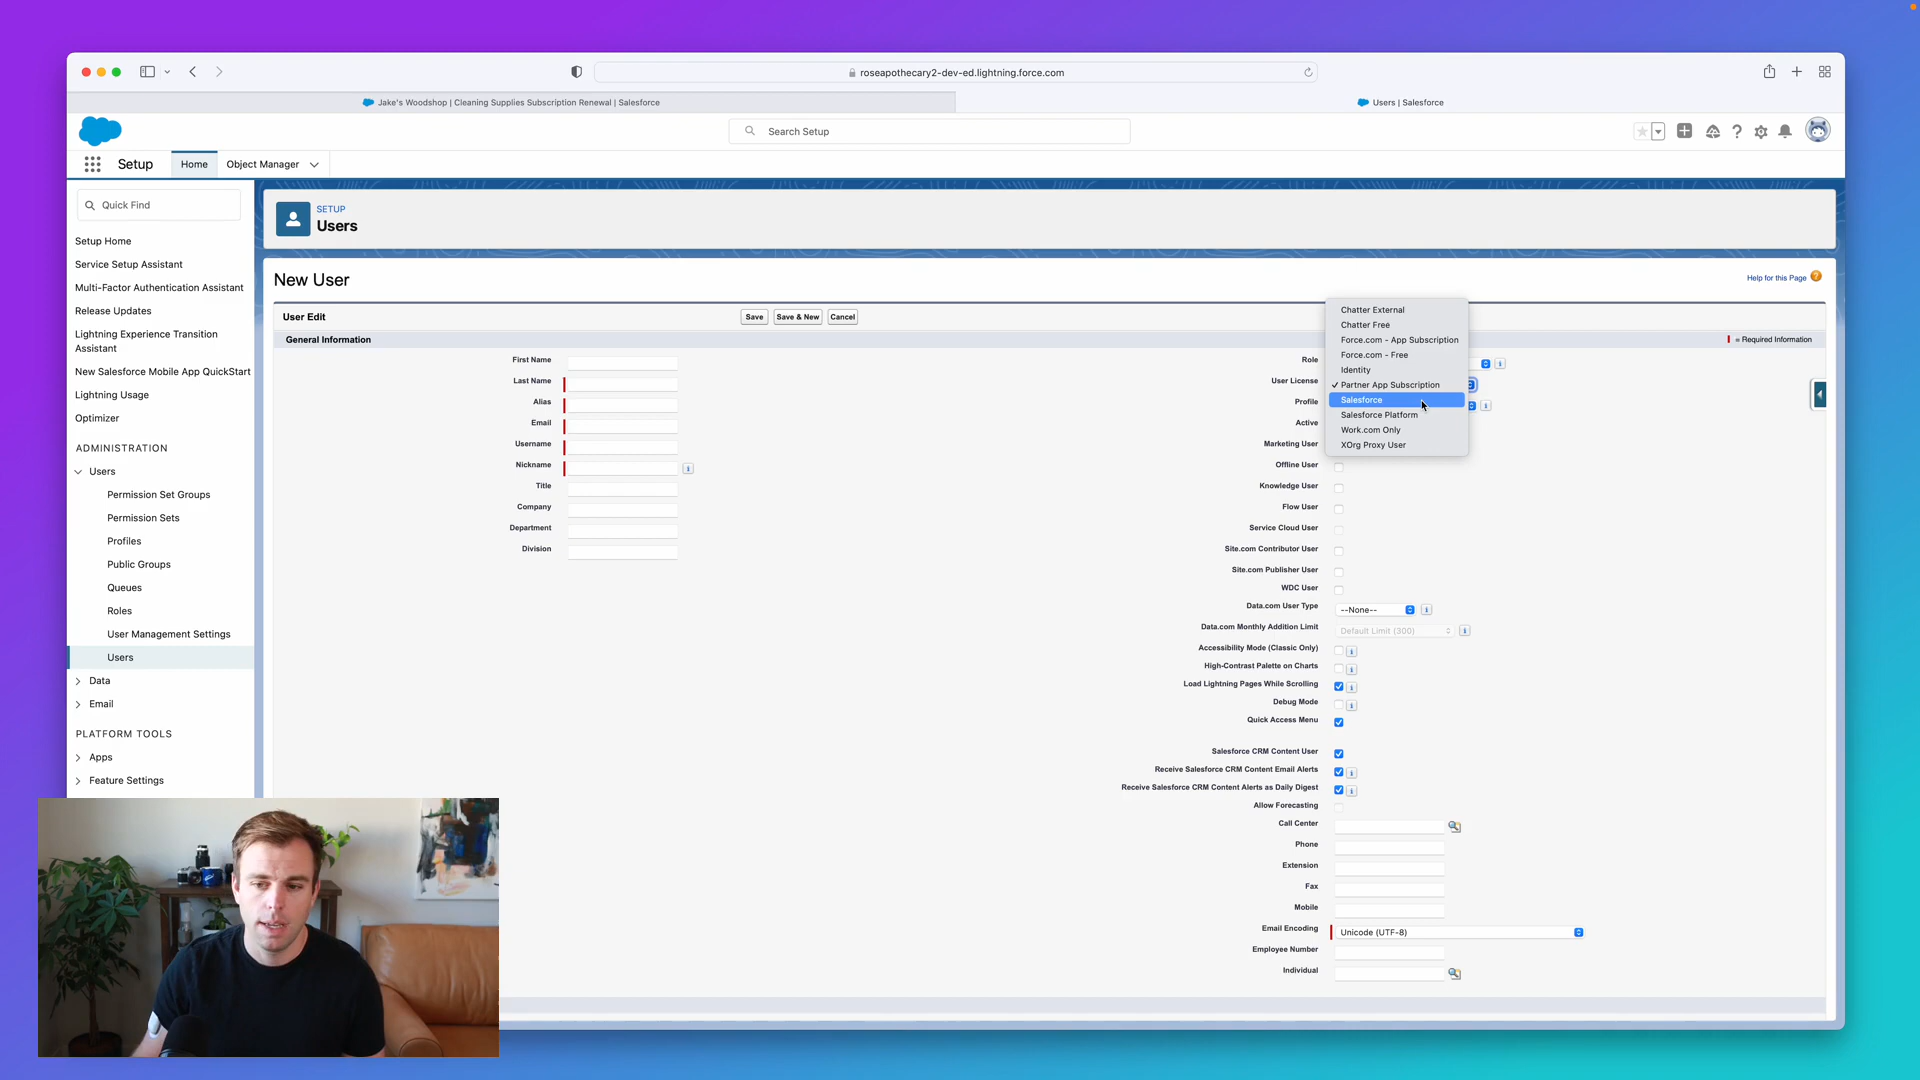 roseapothecary2-dev-ed.lightning.force.com
Jake's Woodshop | Cleaning Supplies Subscription Renewal | Salesforce
Users | Salesforce
Search Setup
Setup
Home
Object Manager
Quick Find
SETUP
Users
Setup Home
Service Setup Assistant
Multi-Factor Authentication Assistant
Release Updates
Lightning Experience Transition
Assistant
New Salesforce Mobile App QuickStart
Lightning Usage
Optimizer
ADMINISTRATION
Users
Permission Set Groups
Permission Sets
Profiles
Public Groups
Queues
Roles
User Management Settings
Users
Data
Email
PLATFORM TOOLS
Apps
Feature Settings
New User
Help for this Page
User Edit
Save
Save & New
Cancel
General Information
= Required Information
First Name
Last Name
Alias
Email
Username
Nickname
Title
Company
Department
Division
Role
User License
Profile
Active
Marketing User
Offline User
Knowledge User
Flow User
Service Cloud User
Site.com Contributor User
Site.com Publisher User
WDC User
Data.com User Type
--None--
Data.com Monthly Addition Limit
Default Limit (300)
Accessibility Mode (Classic Only)
High-Contrast Palette on Charts
Load Lightning Pages While Scrolling
Debug Mode
Quick Access Menu
Salesforce CRM Content User
Receive Salesforce CRM Content Email Alerts
Receive Salesforce CRM Content Alerts as Daily Digest
Allow Forecasting
Call Center
Phone
Extension
Fax
Mobile
Email Encoding
Unicode (UTF-8)
Employee Number
Individual
Chatter External
Chatter Free
Force.com - App Subscription
Force.com - Free
Identity
Partner App Subscription
Salesforce
Salesforce Platform
Work.com Only
XOrg Proxy User